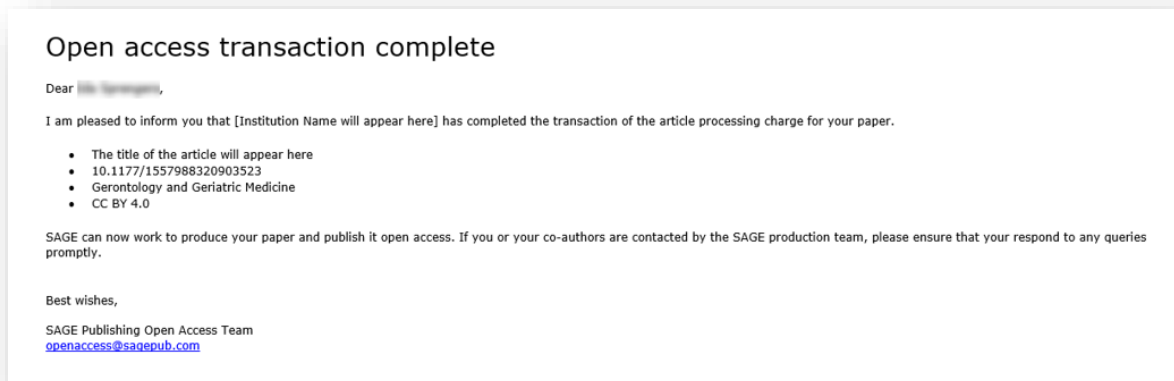 Open access transaction complete
Dear ,
I am pleased to inform you that [Institution Name will appear here] has completed the transaction of the article processing charge for your paper.
• The title of the article will appear here
• 10.1177/1557988320903523
• Gerontology and Geriatric Medicine
• CC BY 4.0
SAGE can now work to produce your paper and publish it open access. If you or your co-authors are contacted by the SAGE production team, please ensure that your respond to any queries
promptly.
Best wishes,
SAGE Publishing Open Access Team
openaccess@sagepub.com